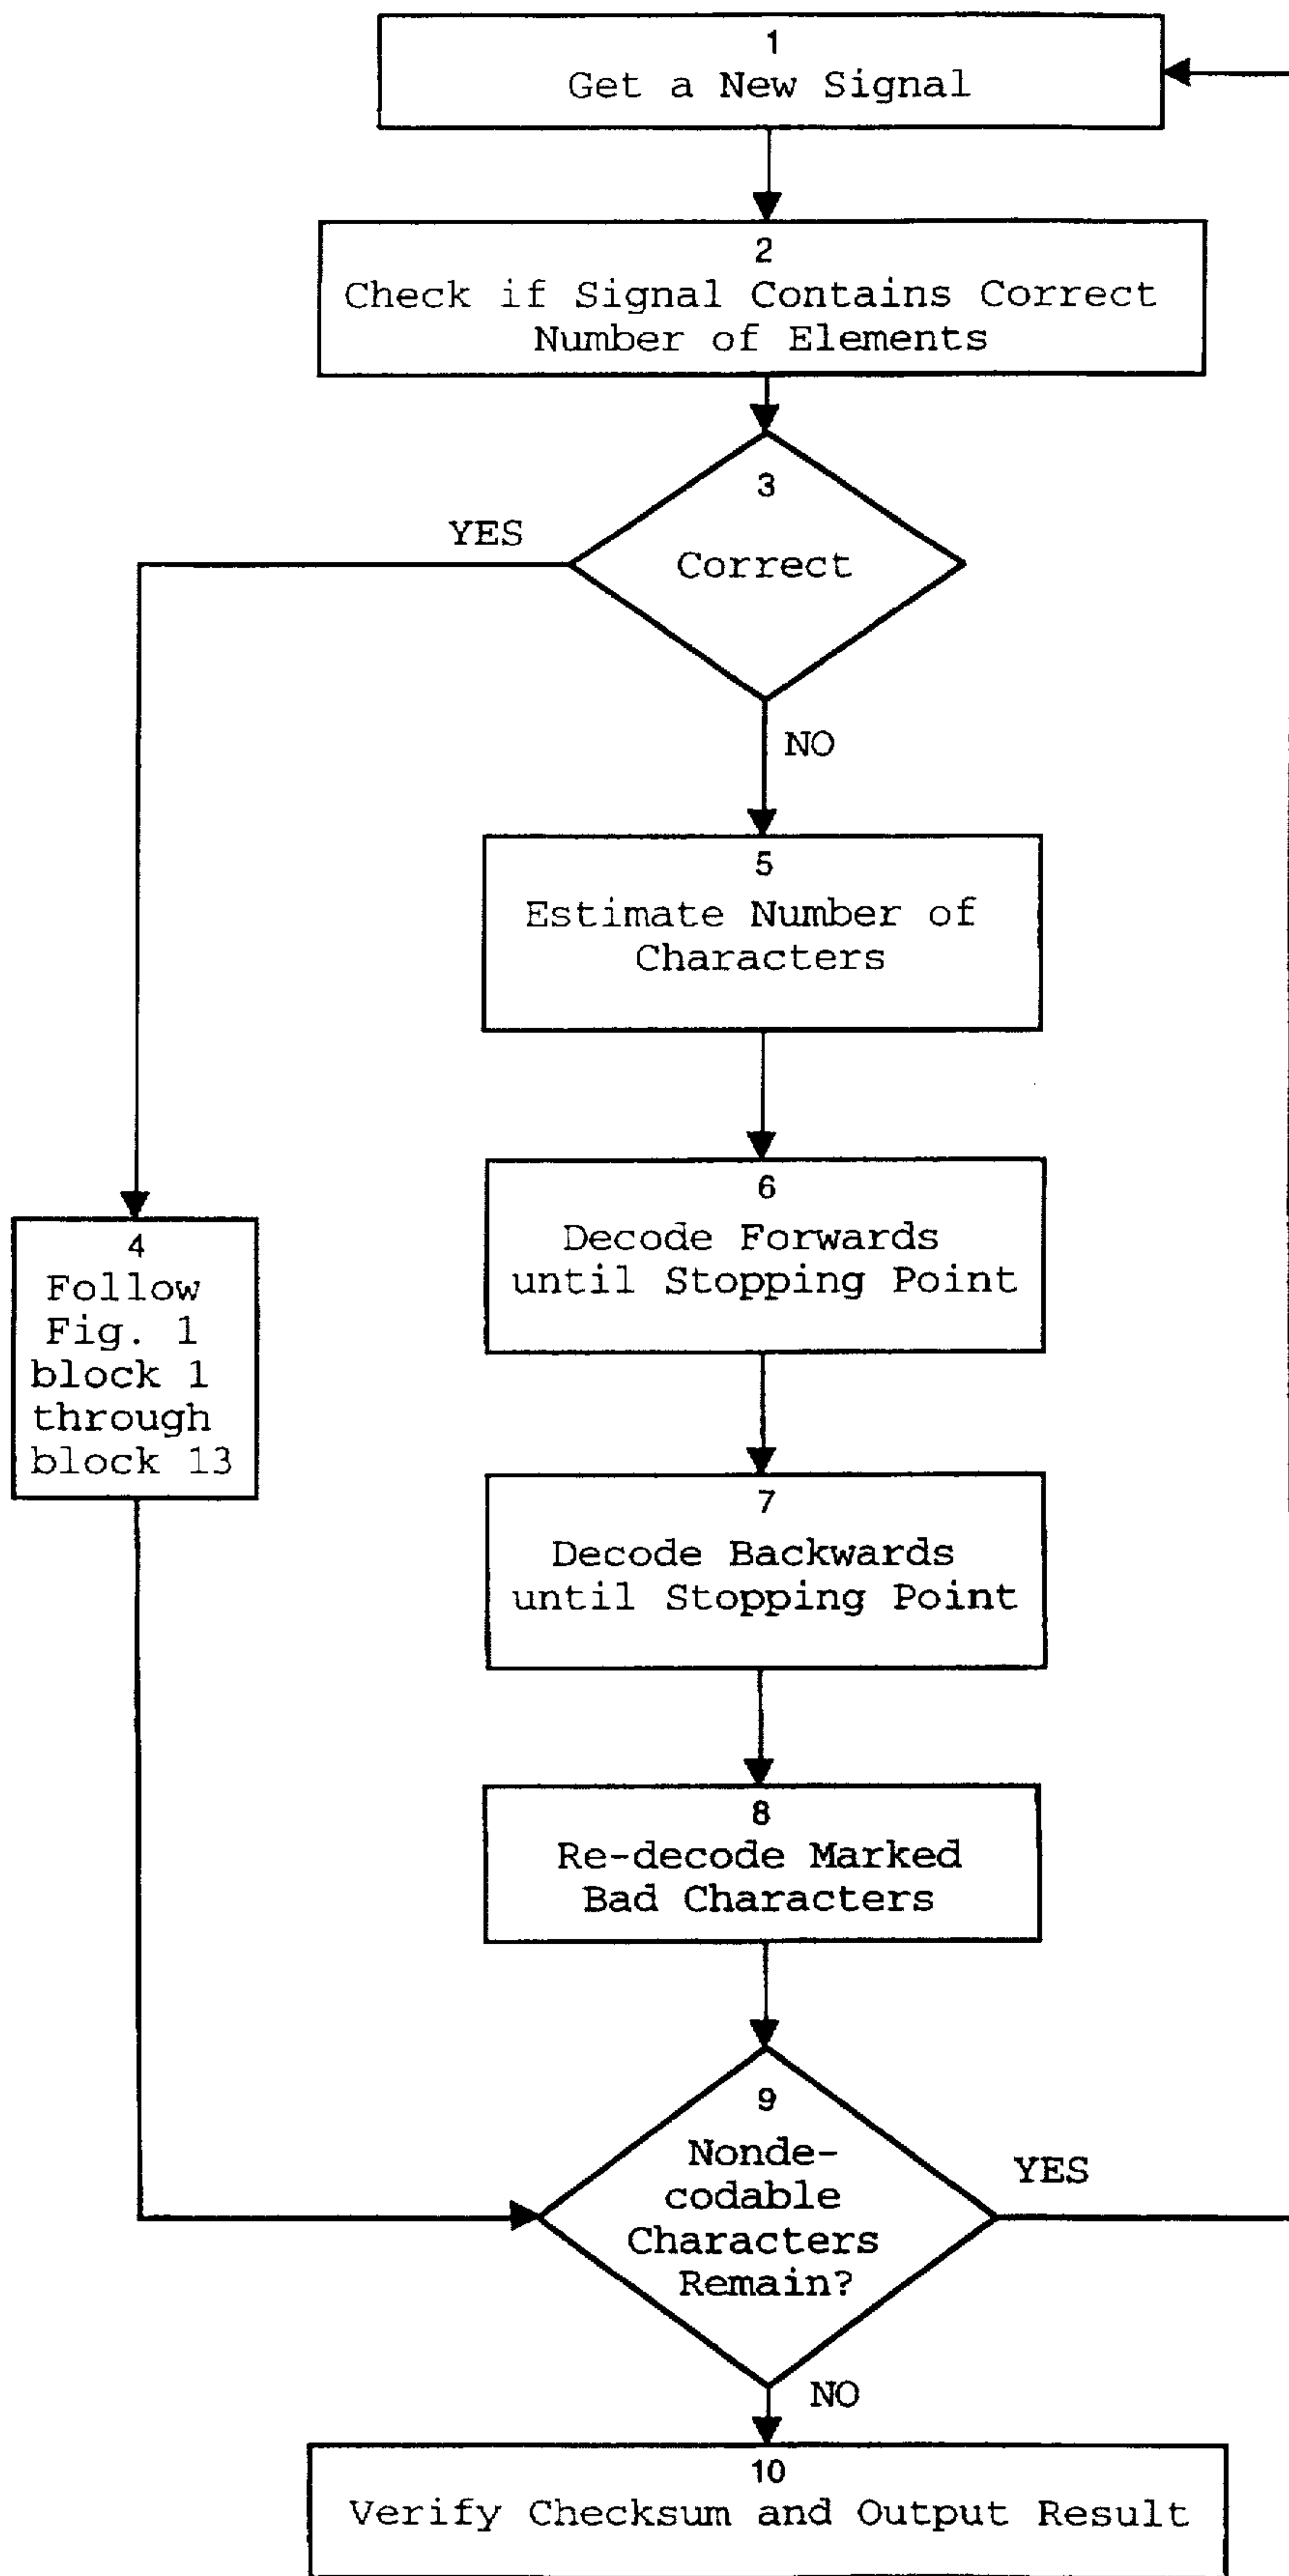 1
Get a New Signal
2
Check if Signal Contains Correct
Number of Elements
3
Correct
YES
NO
5
Estimate Number of
Characters
6
Decode Forwards
until Stopping Point
4
Follow
Fig. 1
block 1
through
block 13
7
Decode Backwards
until Stopping Point
8
Re-decode Marked
Bad Characters
9
Nonde-
codable
Characters
Remain?
YES
NO
10
Verify Checksum and Output Result